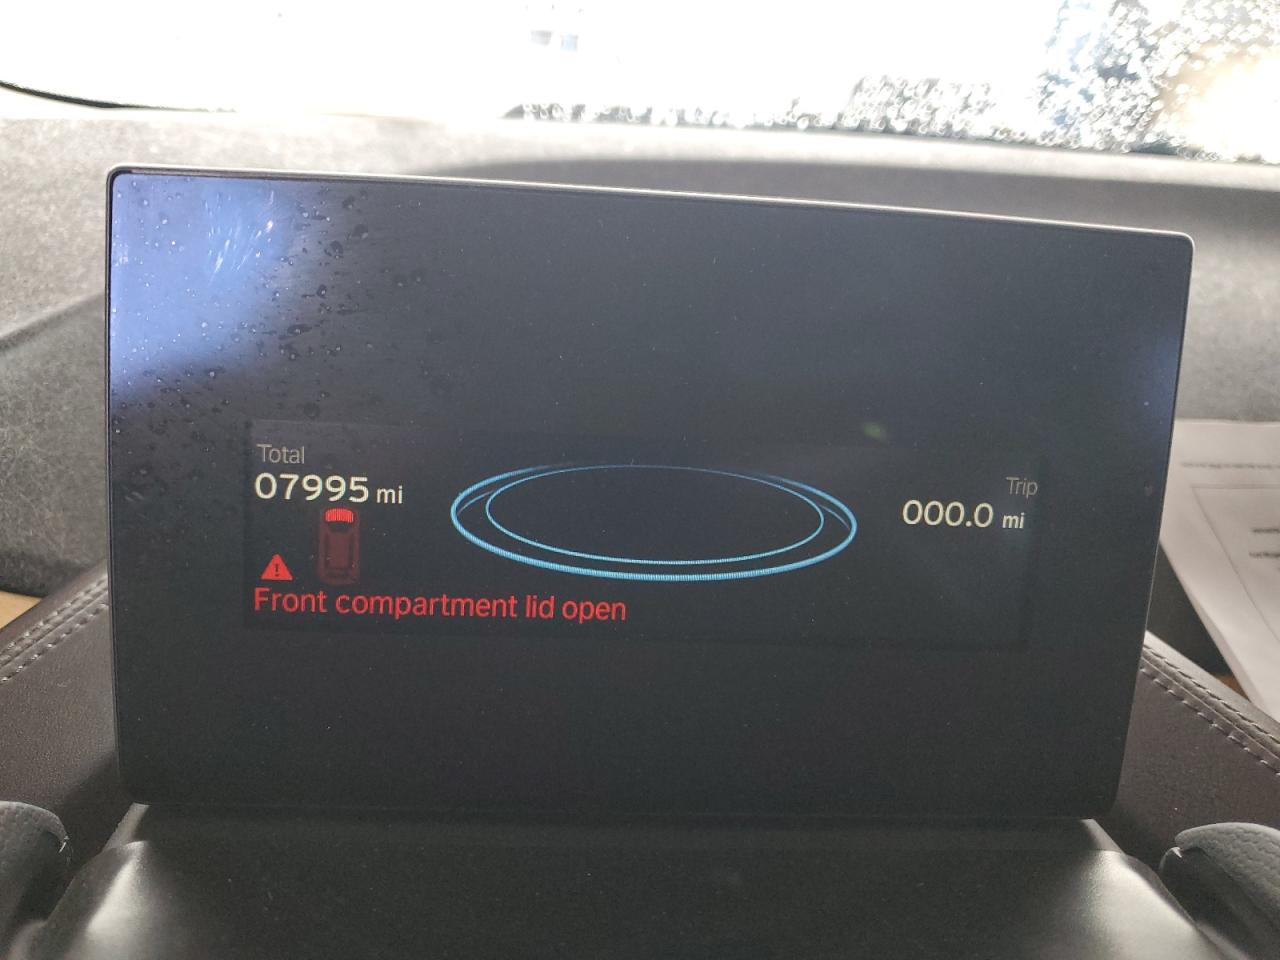 Total
07995 mi
Trip
000.0 mi
Front compartment lid open